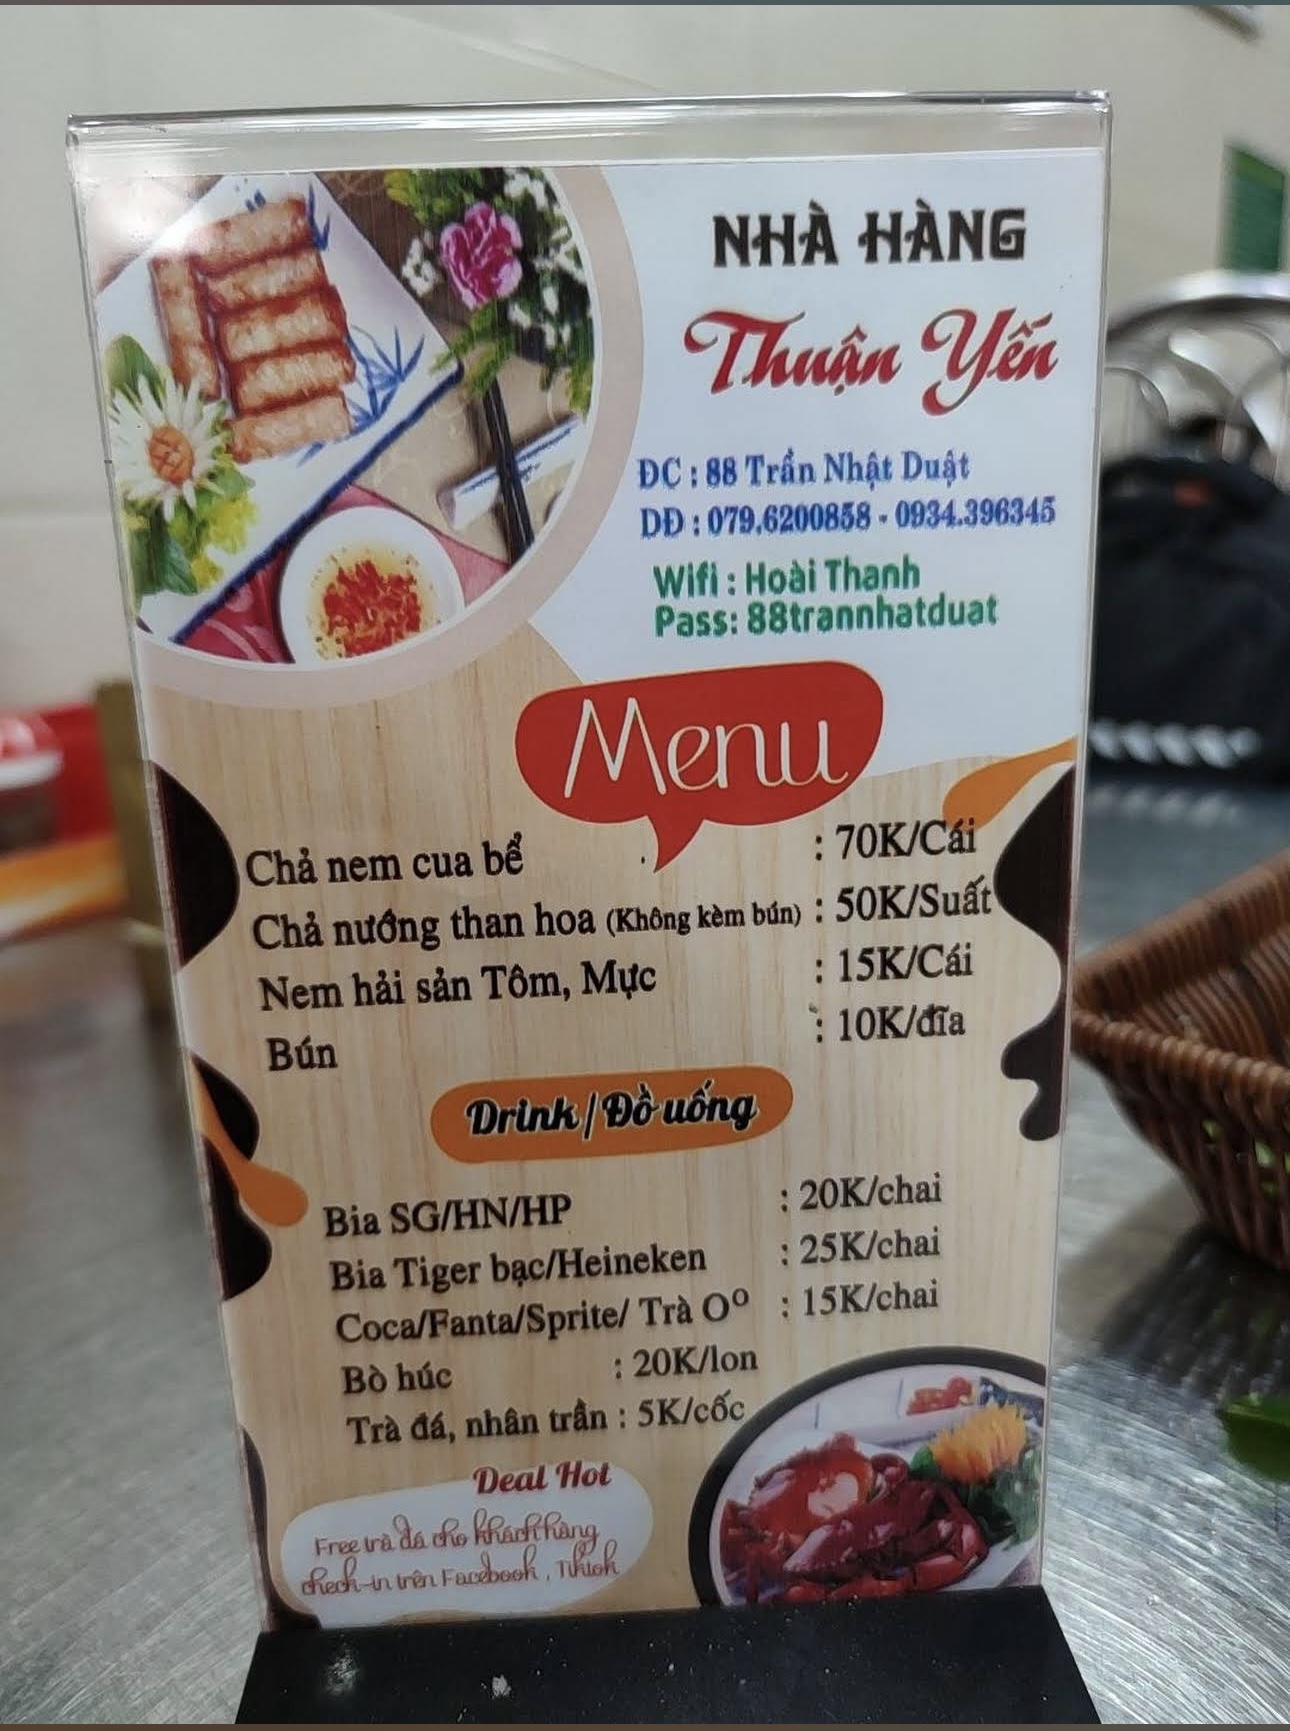 NHÀ HÀNG
Thuận Yến
ĐC : 88 Trần Nhật Duật
DĐ : 079.6200858 - 0934.396345
Wifi : Hoài Thanh
Pass: 88trannhatduat
Menu
Chả nem cua bể : 70K/Cái
Chả nướng than hoa (Không kèm bún) : 50K/Suất
Nem hải sản Tôm, Mực : 15K/Cái
Bún : 10K/đĩa
Drink/Đồ uống
Bia SG/HN/HP : 20K/chai
Bia Tiger bạc/Heineken : 25K/chai
Coca/Fanta/Sprite/ Trà Oº : 15K/chai
Bò húc : 20K/lon
Trà đá, nhân trần : 5K/cốc
Deal Hot
Free trà đá cho khách hàng
check-in trên Facebook , Tiktok